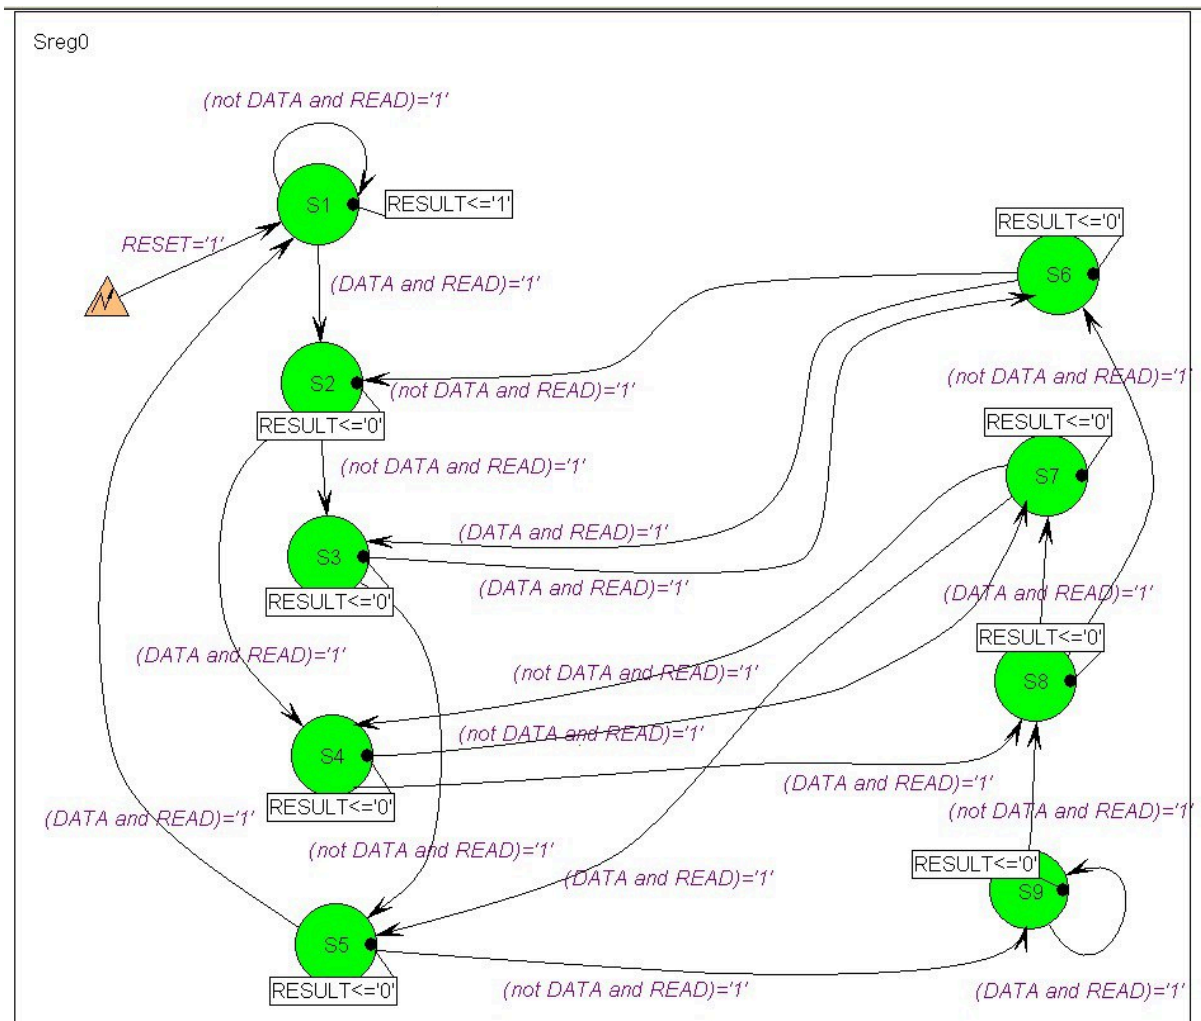 Sreg0
(not DATA and READ)='1'
S1
RESULT<='1'
RESET='1'
(DATA and READ)='1'
RESULT<='0'
S6
S2
(not DATA and READ)='1'
(not DATA and READ)='1'
RESULT<='0'
RESULT<='0'
(not DATA and READ)='1'
S7
S3
(DATA and READ)='1'
(DATA and READ)='1'
(DATA and READ)='1'
RESULT<='0'
RESULT<='0'
(DATA and READ)='1'
(not DATA and READ)='1'
S8
(not DATA and READ)='1'
S4
(DATA and READ)='1'
RESULT<='0'
(not DATA and READ)='1'
(DATA and READ)='1'
(not DATA and READ)='1'
RESULT<='0'
(DATA and READ)='1'
S9
S5
RESULT<='0'
(not DATA and READ)='1'
(DATA and READ)='1'